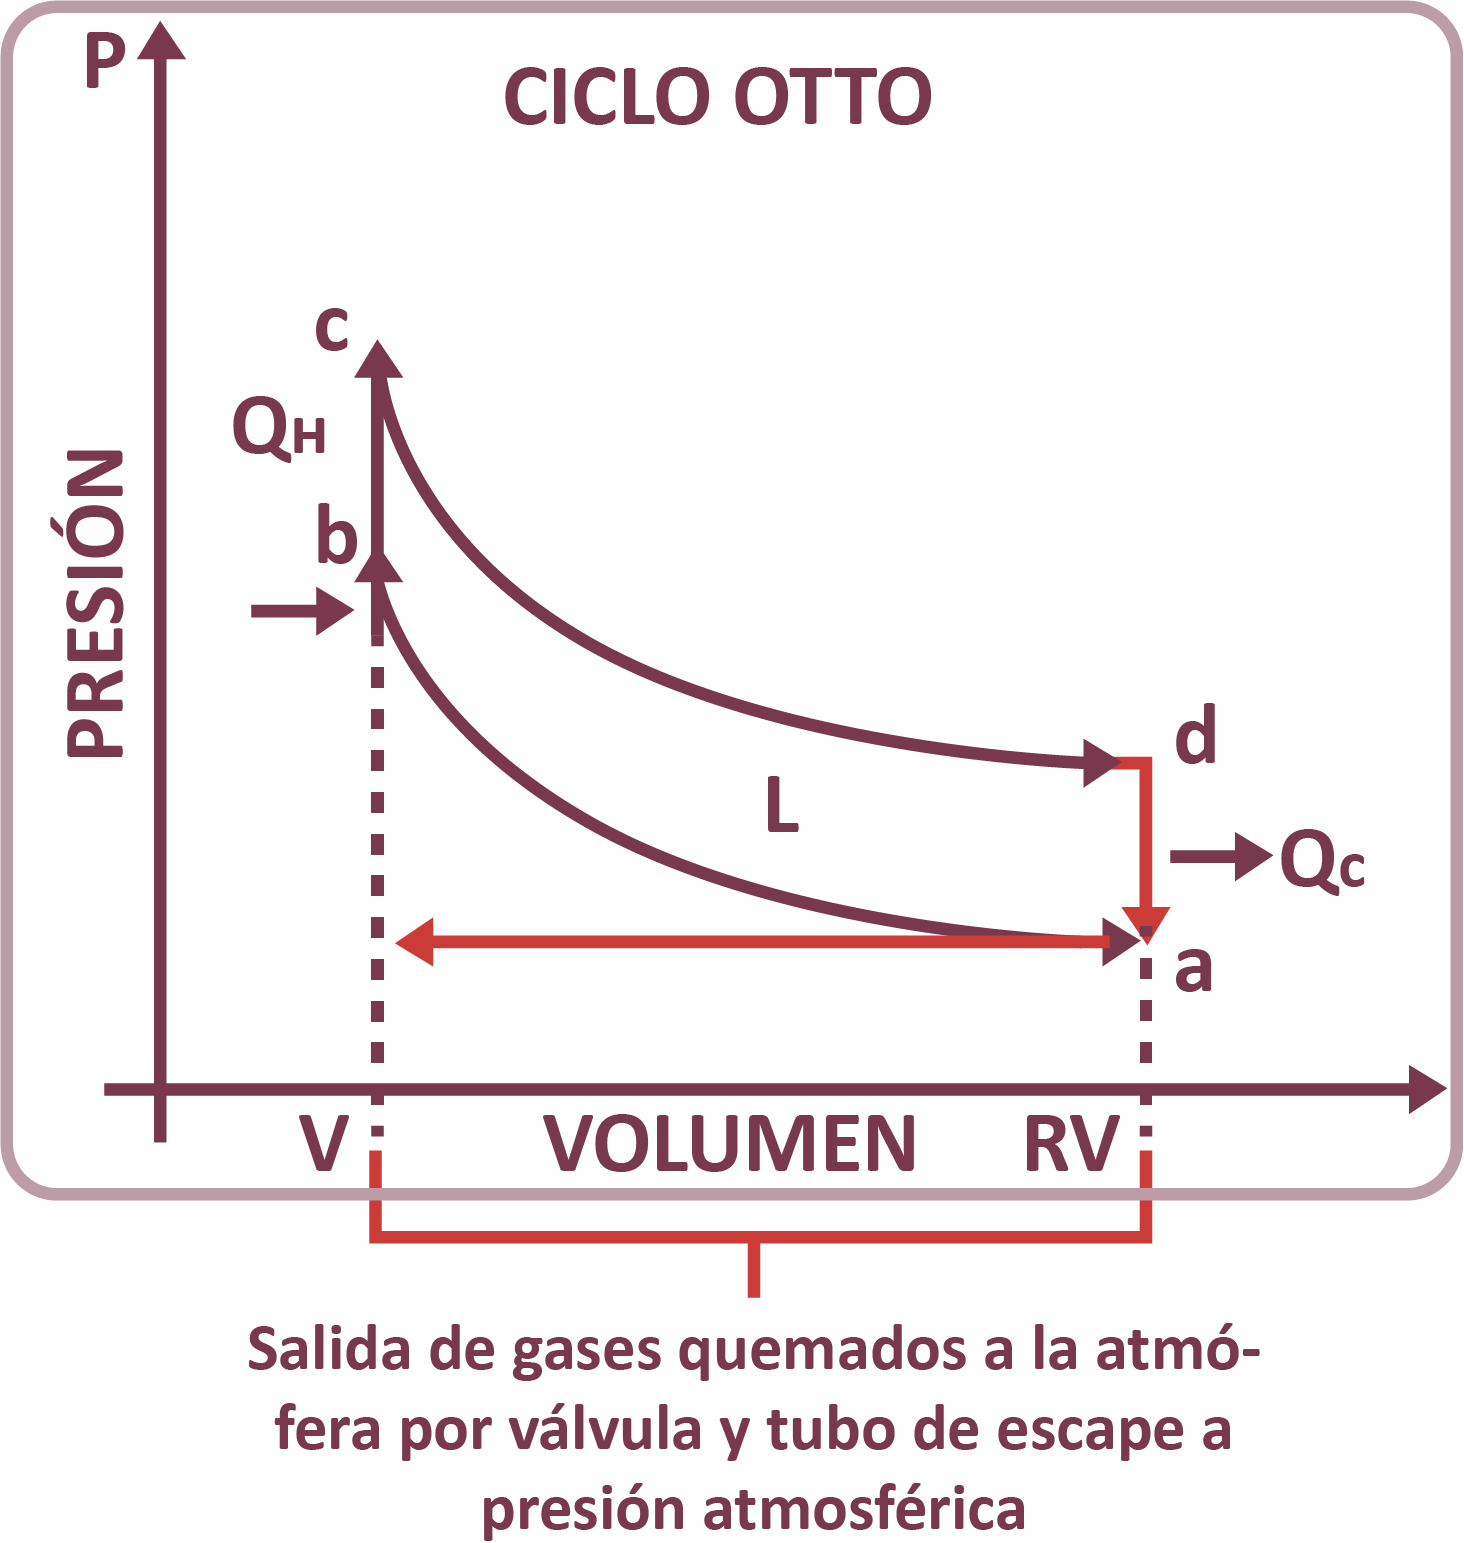 P
CICLO OTTO
c
QH
b
PRESIÓN
d
L
Qc
a
V VOLUMEN RV
Salida de gases quemados a la atmó-
fera por válvula y tubo de escape a
presión atmosférica